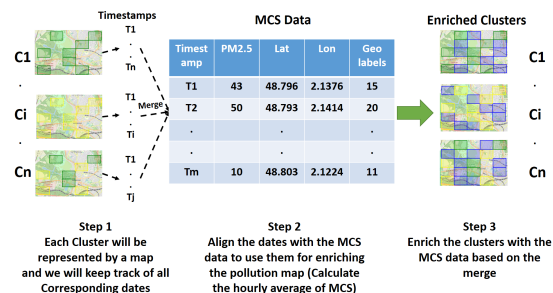 Timestamps
MCS Data
Enriched Clusters
C1
.
Ci
.
Cn
T1
.
.
Tn
T1
.
Ti
T1
.
.
Tj
Merge
Timest amp PM2.5 Lat Lon Geo labels
T1 43 48.796 2.1376 15
T2 50 48.793 2.1414 20
. . . .
. . . .
Tm 10 48.803 2.1224 11
C1
.
Ci
.
Cn
Step 1
Each Cluster will be
represented by a map
and we will keep track of all
Corresponding dates
Step 2
Align the dates with the MCS
data to use them for enriching
the pollution map (Calculate
the hourly average of MCS)
Step 3
Enrich the clusters with the
MCS data based on the
merge